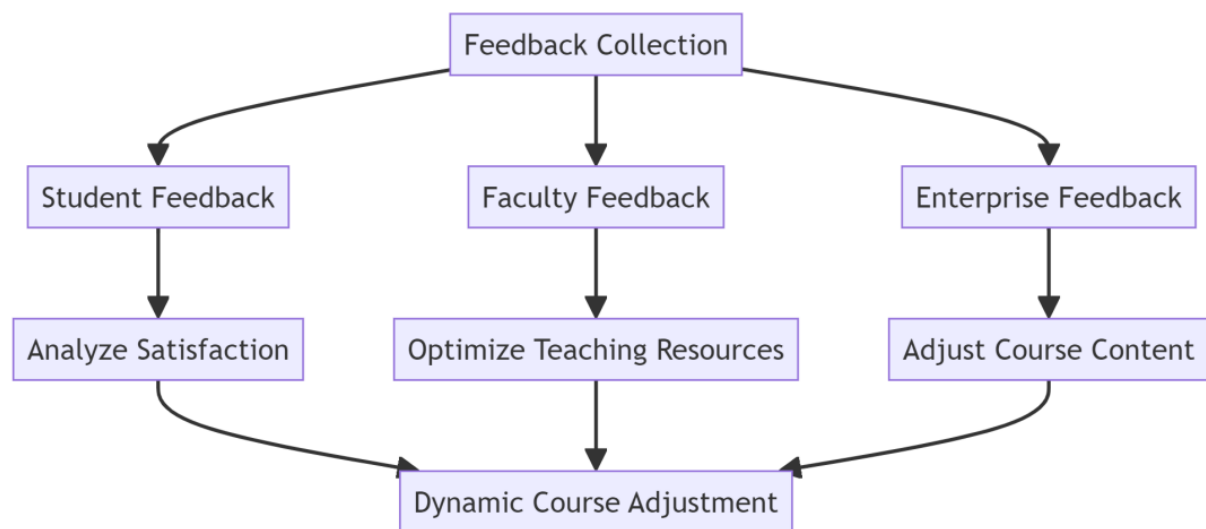 Feedback Collection
Student Feedback
Faculty Feedback
Enterprise Feedback
Analyze Satisfaction
Optimize Teaching Resources
Adjust Course Content
Dynamic Course Adjustment